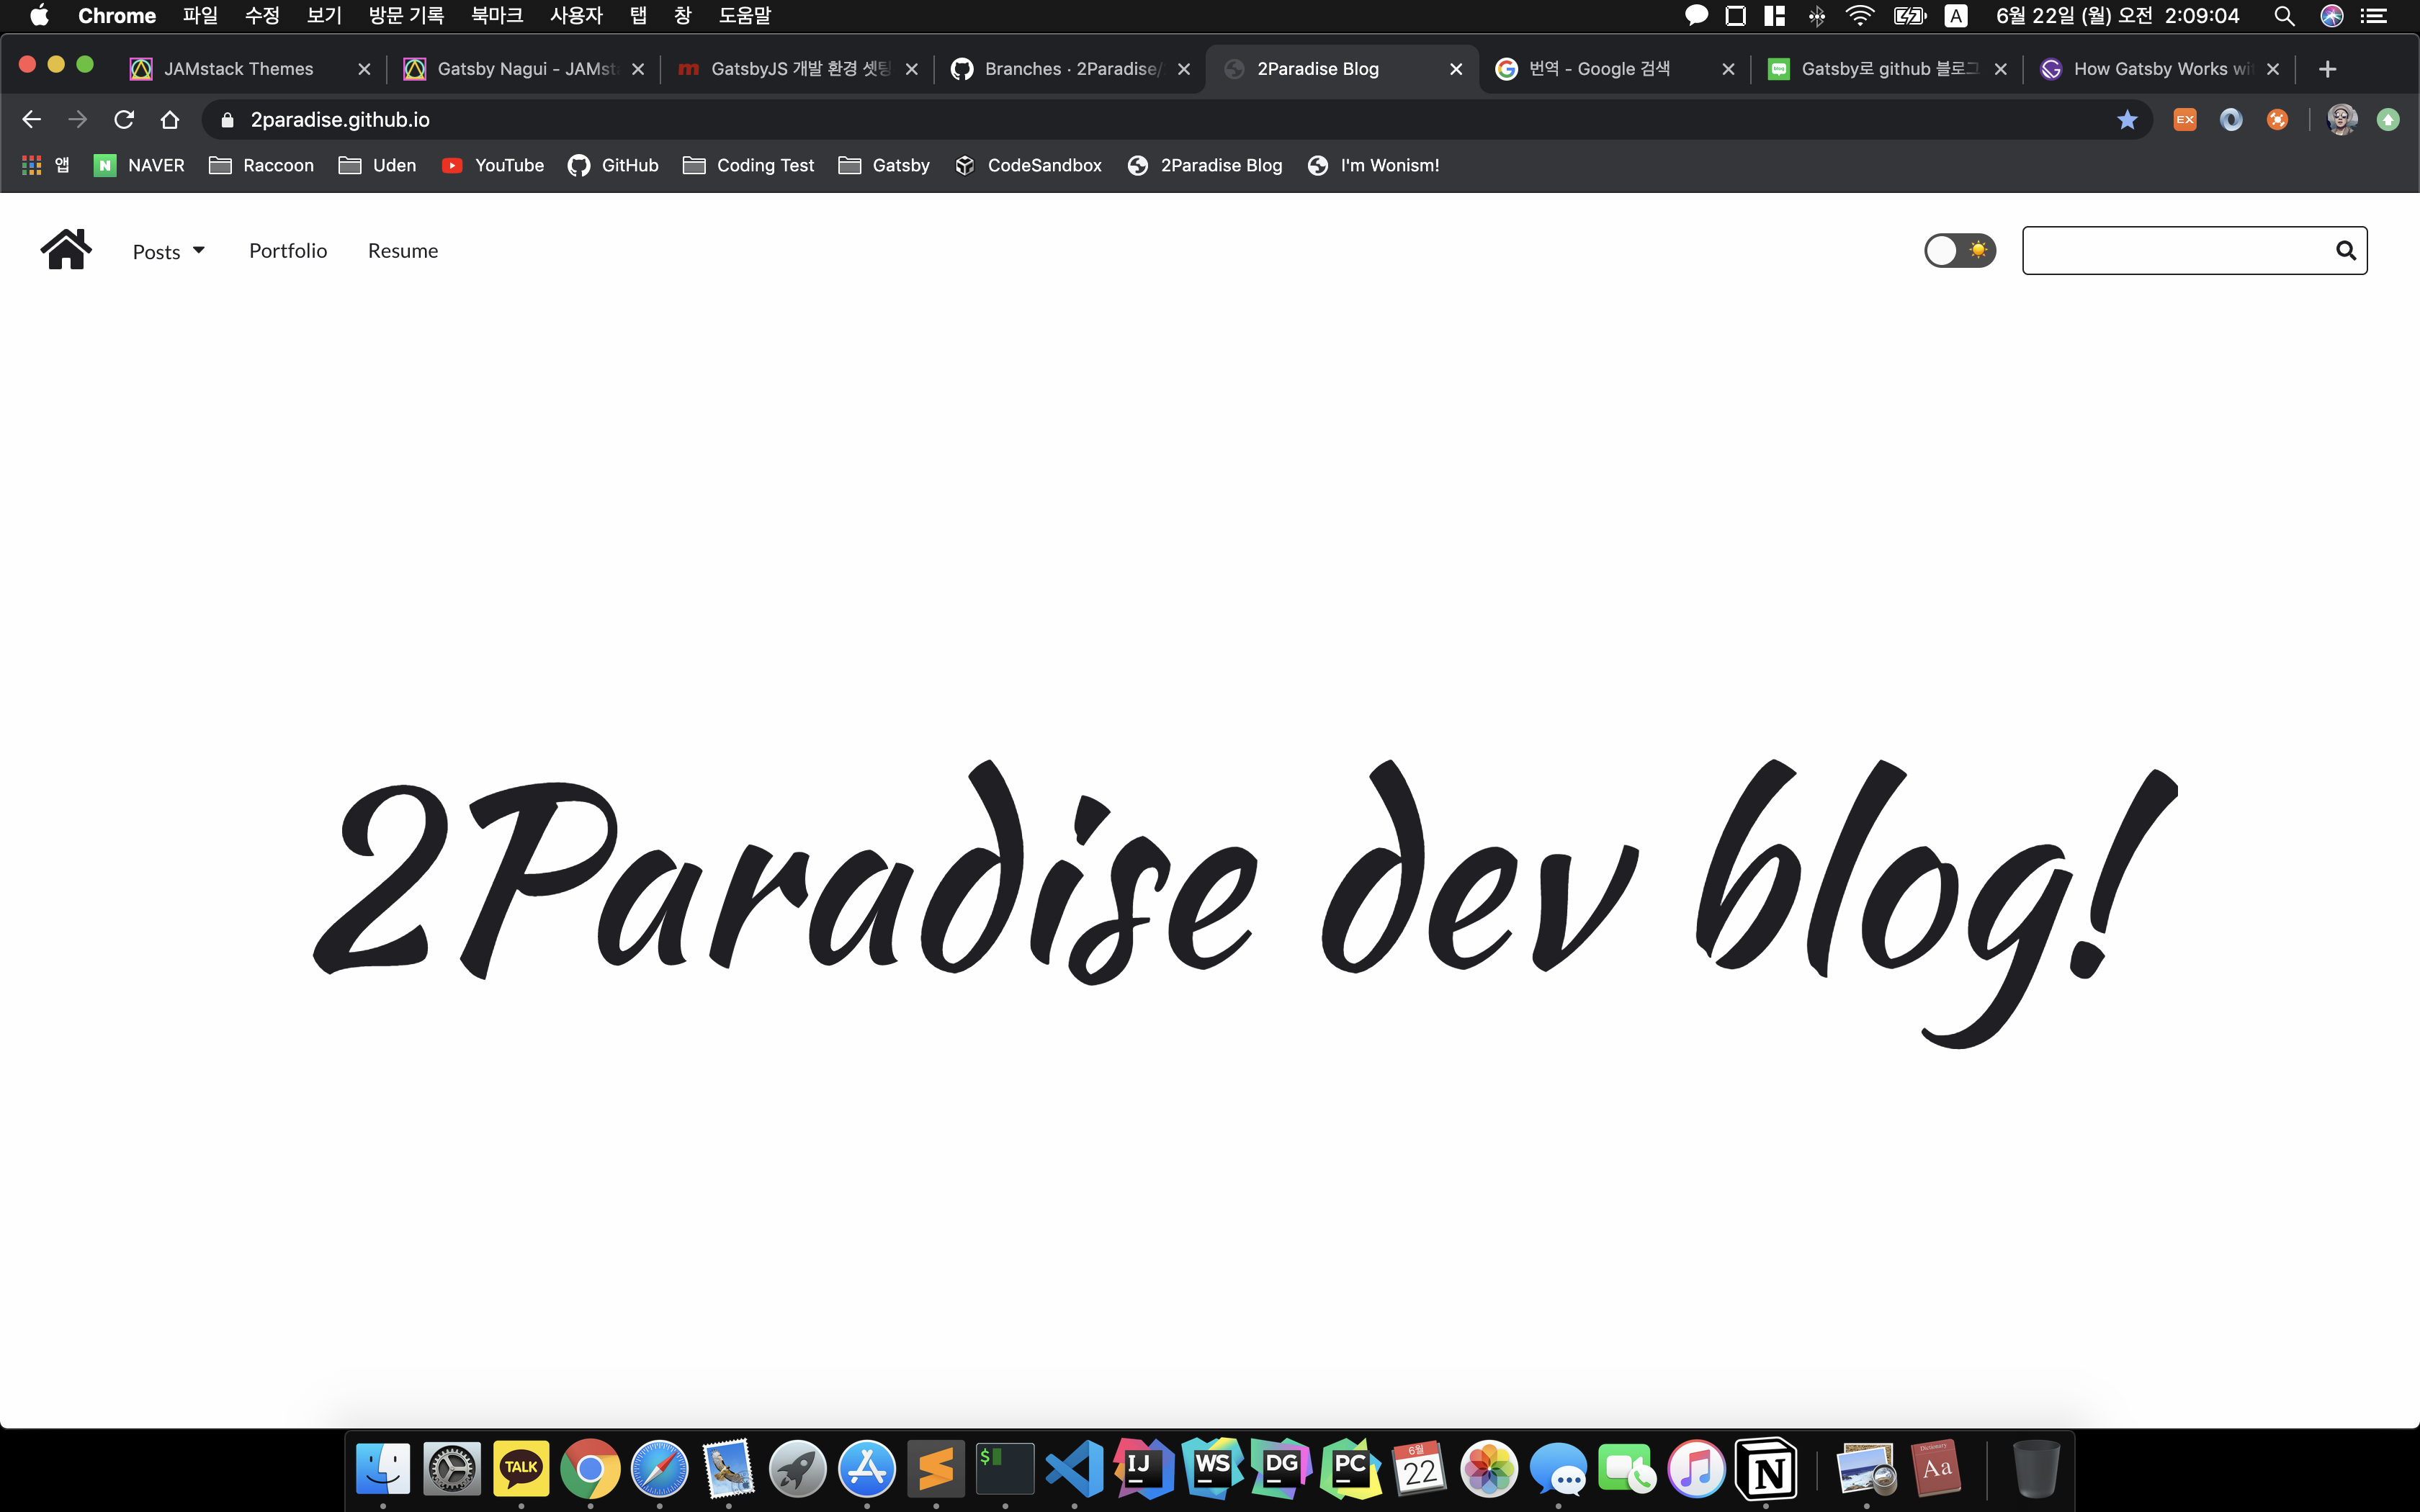 Chrome 파일 수정 보기 방문 기록 북마크 사용자 탭 창 도움말 A 6월 22일 (월) 오전 2:09:04
JAMstack Themes Gatsby Nagui - JAMst GatsbyJS 개발 환경 셋팅 Branches · 2Paradise/ 2Paradise Blog 번역 - Google 검색 Gatsby로 github 블로그 How Gatsby Works wi
2paradise.github.io EX
앱 N NAVER Raccoon Uden YouTube GitHub Coding Test Gatsby CodeSandbox 2Paradise Blog I'm Wonism!
Posts Portfolio Resume
2Paradise dev blog!
TALK $ IJ WS DG PC 6월 22 N Dictionary Aa